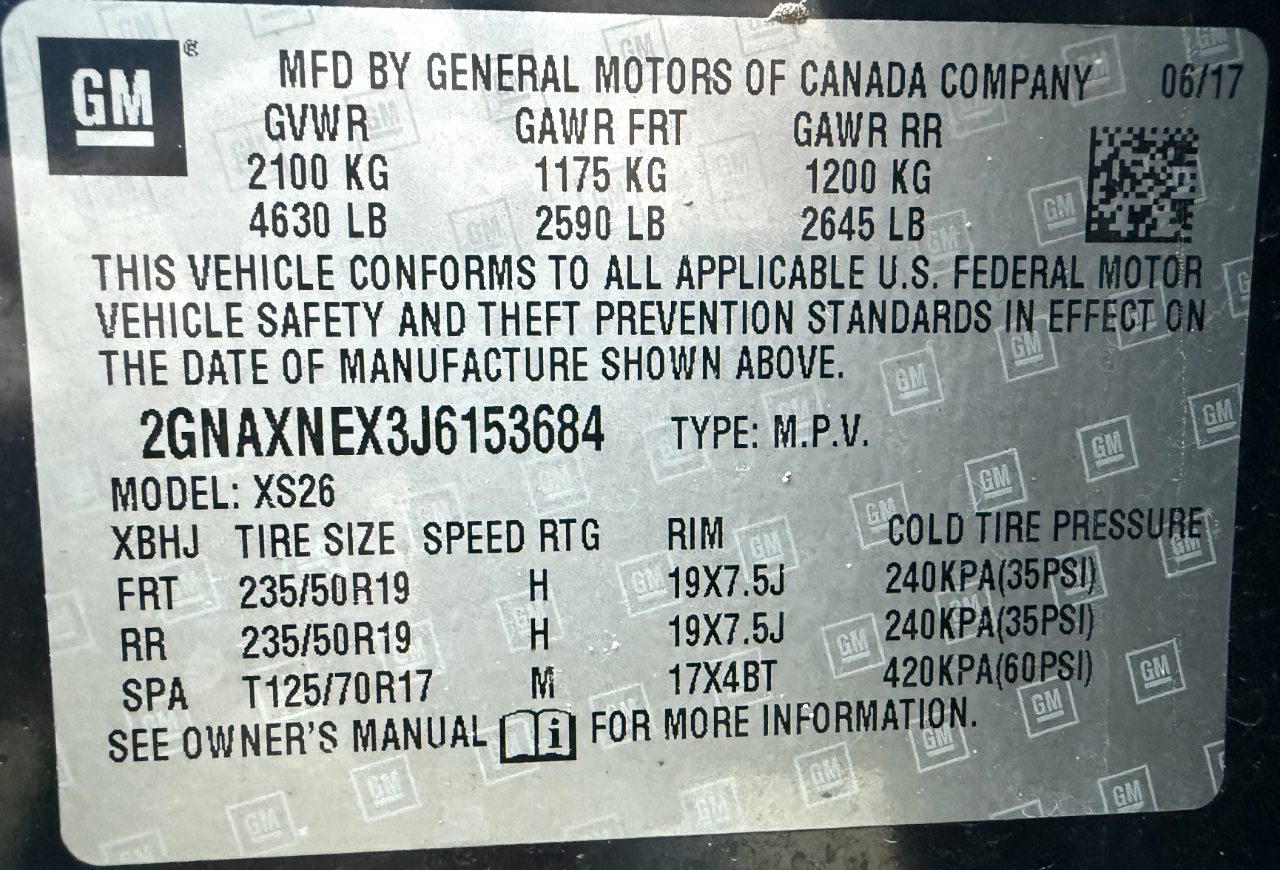 GM
MFD BY GENERAL MOTORS OF CANADA COMPANY 06/17
GVWR GAWR FRT GAWR RR
2100 KG 1175 KG 1200 KG
4630 LB 2590 LB 2645 LB
THIS VEHICLE CONFORMS TO ALL APPLICABLE U.S. FEDERAL MOTOR
VEHICLE SAFETY AND THEFT PREVENTION STANDARDS IN EFFECT ON
THE DATE OF MANUFACTURE SHOWN ABOVE.
2GNAXNEX3J6153684 TYPE: M.P.V.
MODEL: XS26
XBHJ TIRE SIZE SPEED RTG RIM COLD TIRE PRESSURE
FRT 235/50R19 H 19X7.5J 240KPA(35PSI)
RR 235/50R19 H 19X7.5J 240KPA(35PSI)
SPA T125/70R17 M 17X4BT 420KPA(60PSI)
SEE OWNER'S MANUAL i FOR MORE INFORMATION.